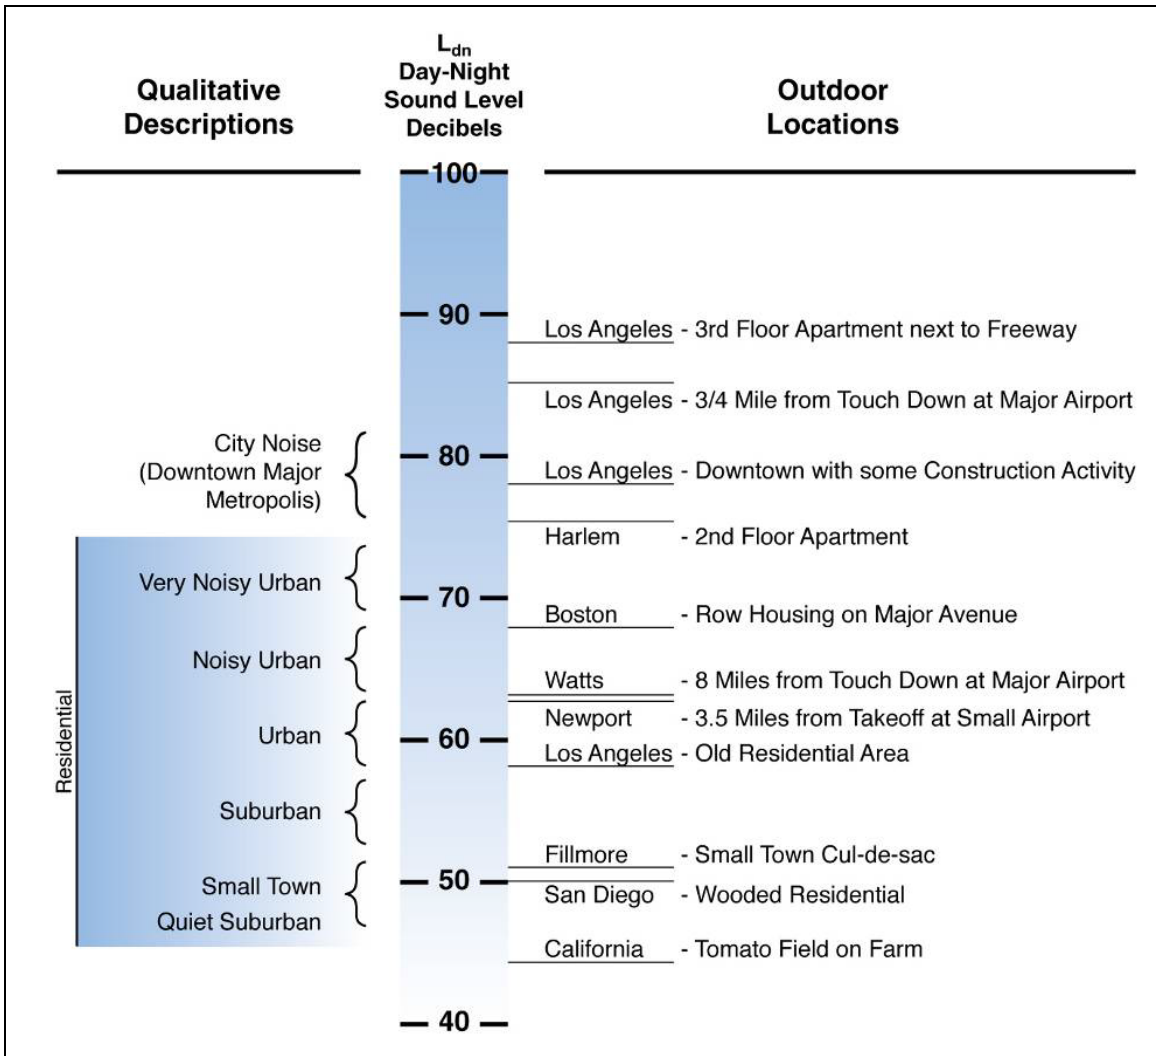 L_dn
Day-Night
Sound Level
Decibels
Qualitative
Descriptions
Outdoor
Locations
100
90
Los Angeles - 3rd Floor Apartment next to Freeway
Los Angeles - 3/4 Mile from Touch Down at Major Airport
City Noise
(Downtown Major
Metropolis)
80
Los Angeles - Downtown with some Construction Activity
Harlem - 2nd Floor Apartment
Very Noisy Urban
70
Boston - Row Housing on Major Avenue
Noisy Urban
Watts - 8 Miles from Touch Down at Major Airport
Newport - 3.5 Miles from Takeoff at Small Airport
Urban
60
Los Angeles - Old Residential Area
Residential
Suburban
Fillmore - Small Town Cul-de-sac
Small Town
Quiet Suburban
50
San Diego - Wooded Residential
California - Tomato Field on Farm
40